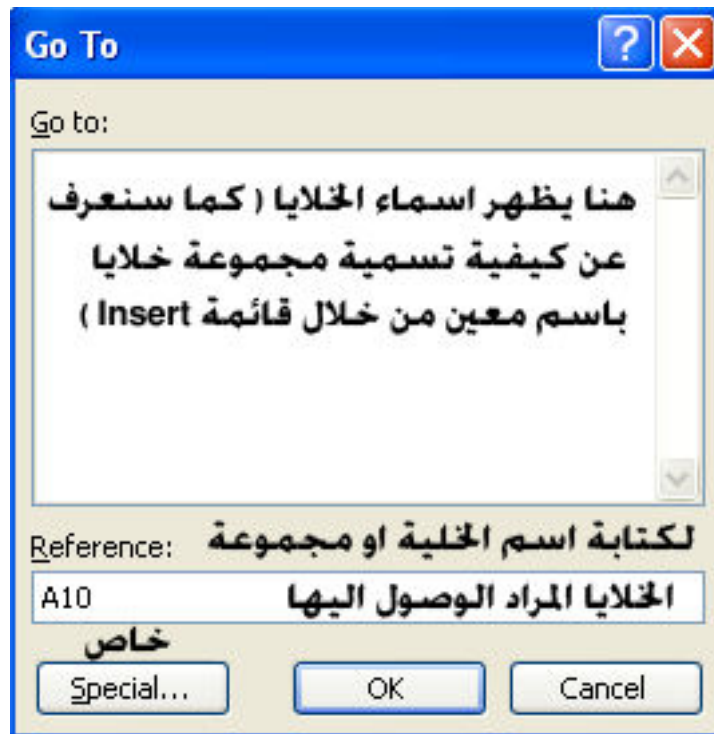 Go To
Go to:
هنا يظهر اسماء الخلايا ( كما سنعرف
عن كيفية تسمية مجموعة خلايا
باسم معين من خلال قائمة Insert )
Reference: لكتابة اسم الخلية او مجموعة
A10 الخلايا المراد الوصول اليها
خاص
Special... OK Cancel